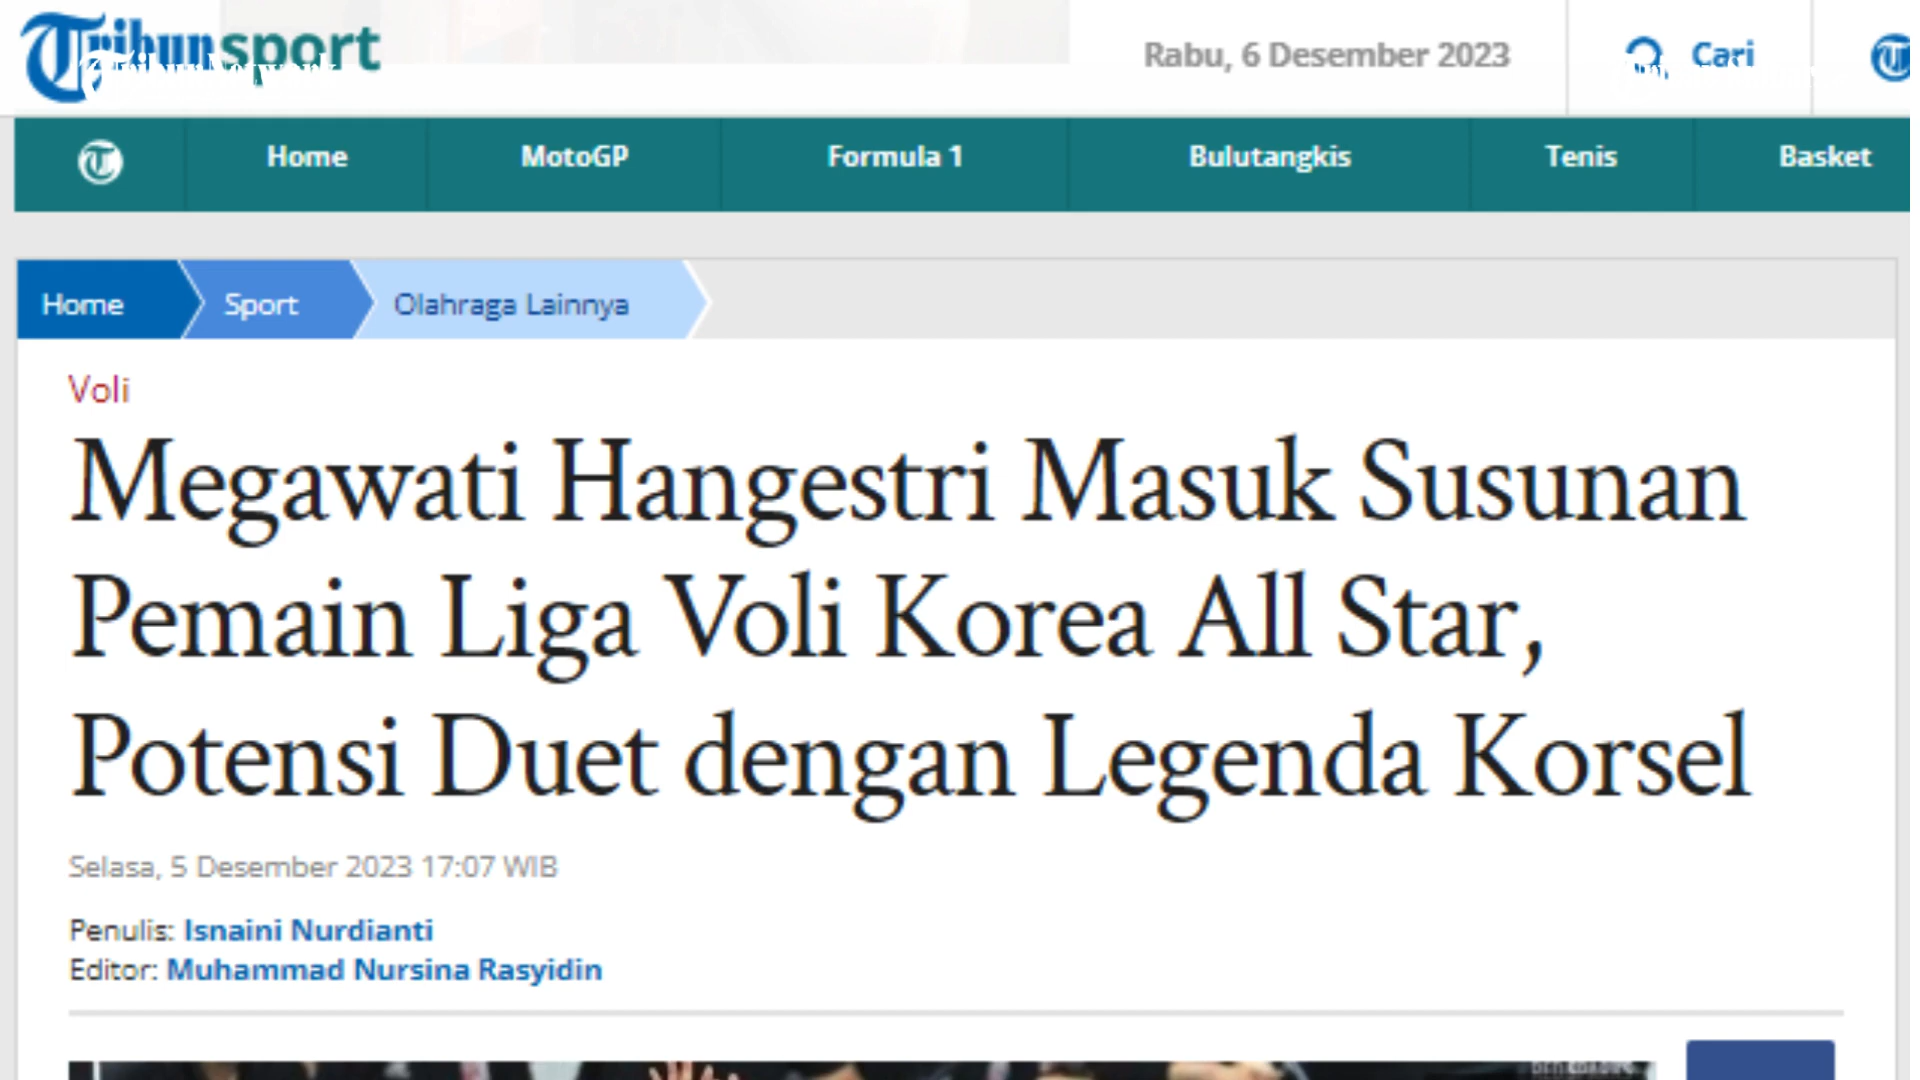 Tribunsport
Tribun Network
Rabu, 6 Desember 2023
Cari
Home
MotoGP
Formula 1
Bulutangkis
Tenis
Basket
Home
Sport
Olahraga Lainnya
Voli
Megawati Hangestri Masuk Susunan
Pemain Liga Voli Korea All Star,
Potensi Duet dengan Legenda Korsel
Selasa, 5 Desember 2023 17:07 WIB
Penulis: Isnaini Nurdianti
Editor: Muhammad Nursina Rasyidin